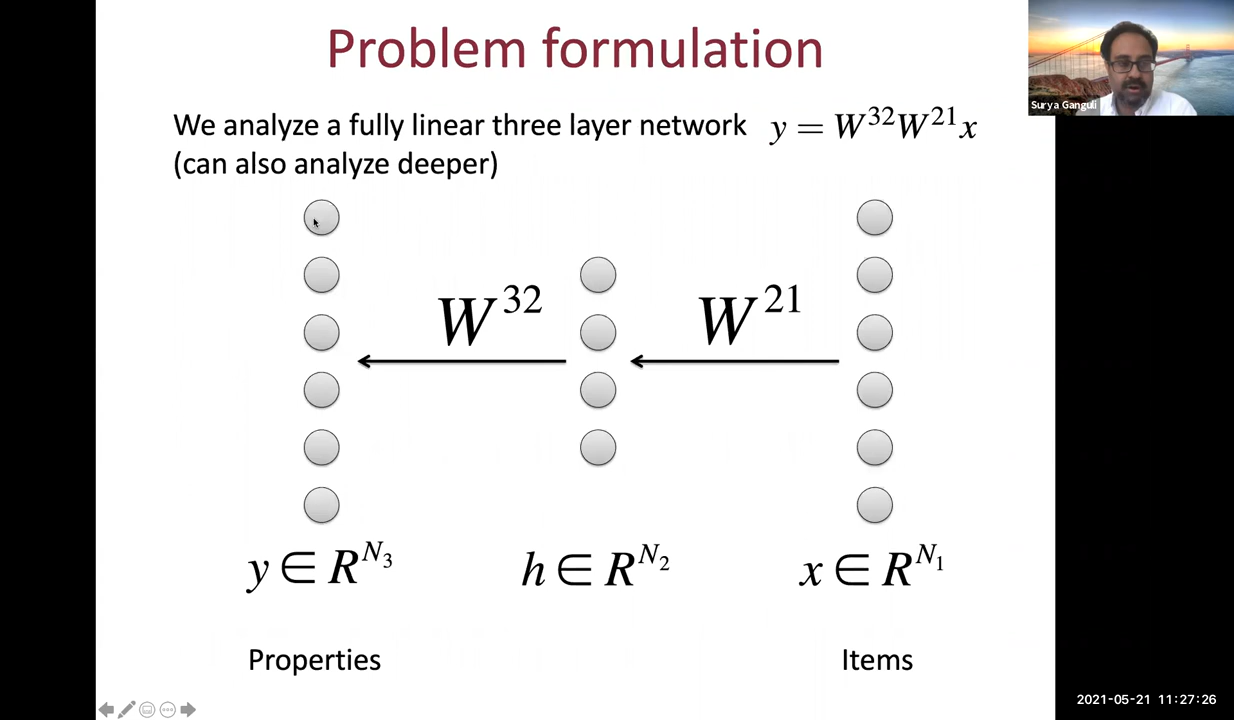 Problem formulation
Surya Ganguli
We analyze a fully linear three layer network y = W³²W²¹x
(can also analyze deeper)
W³² W²¹
y ∈ R^{N₃} h ∈ R^{N₂} x ∈ R^{N₁}
Properties Items
2021-05-21 11:27:26